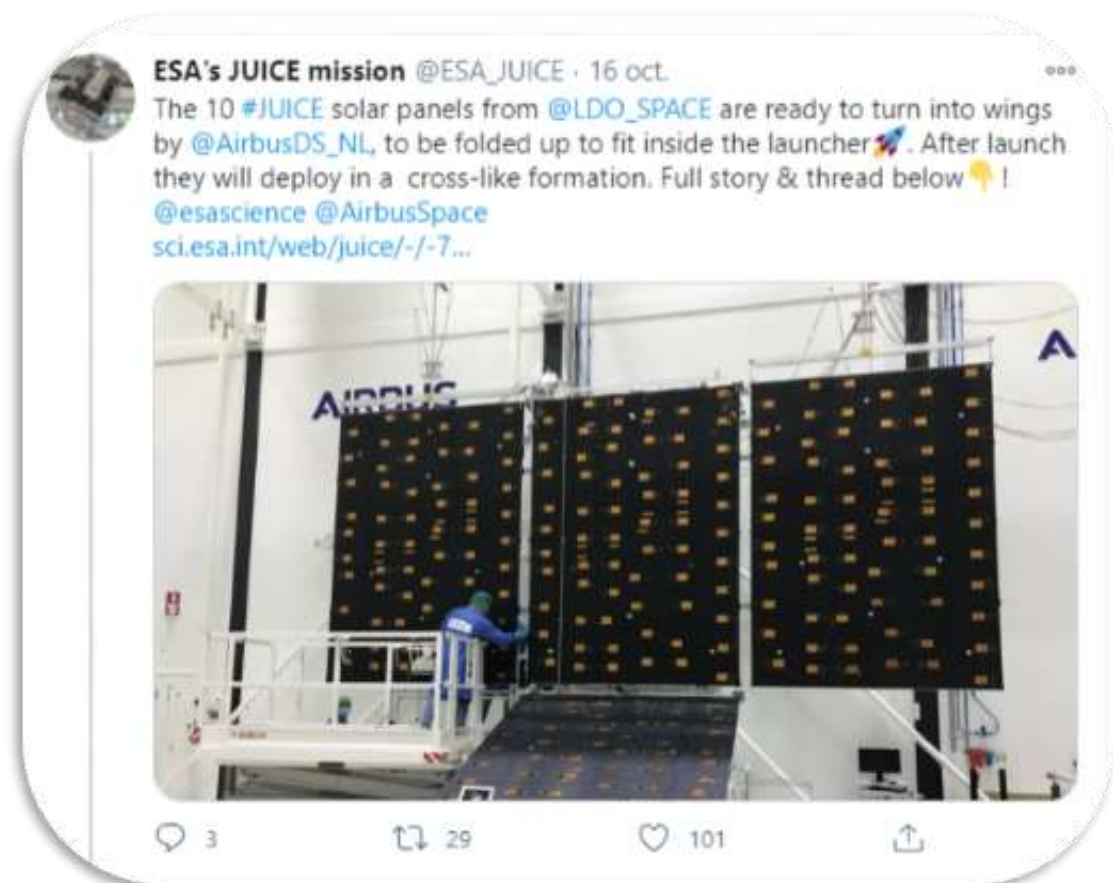 ESA's JUICE mission @ESA_JUICE · 16 oct.
The 10 #JUICE solar panels from @LDO_SPACE are ready to turn into wings
by @AirbusDS_NL, to be folded up to fit inside the launcher🚀. After launch
they will deploy in a cross-like formation. Full story & thread below👇!
@esascience @AirbusSpace
sci.esa.int/web/juice/-/-7...
AIRBUS
A
3 29 101